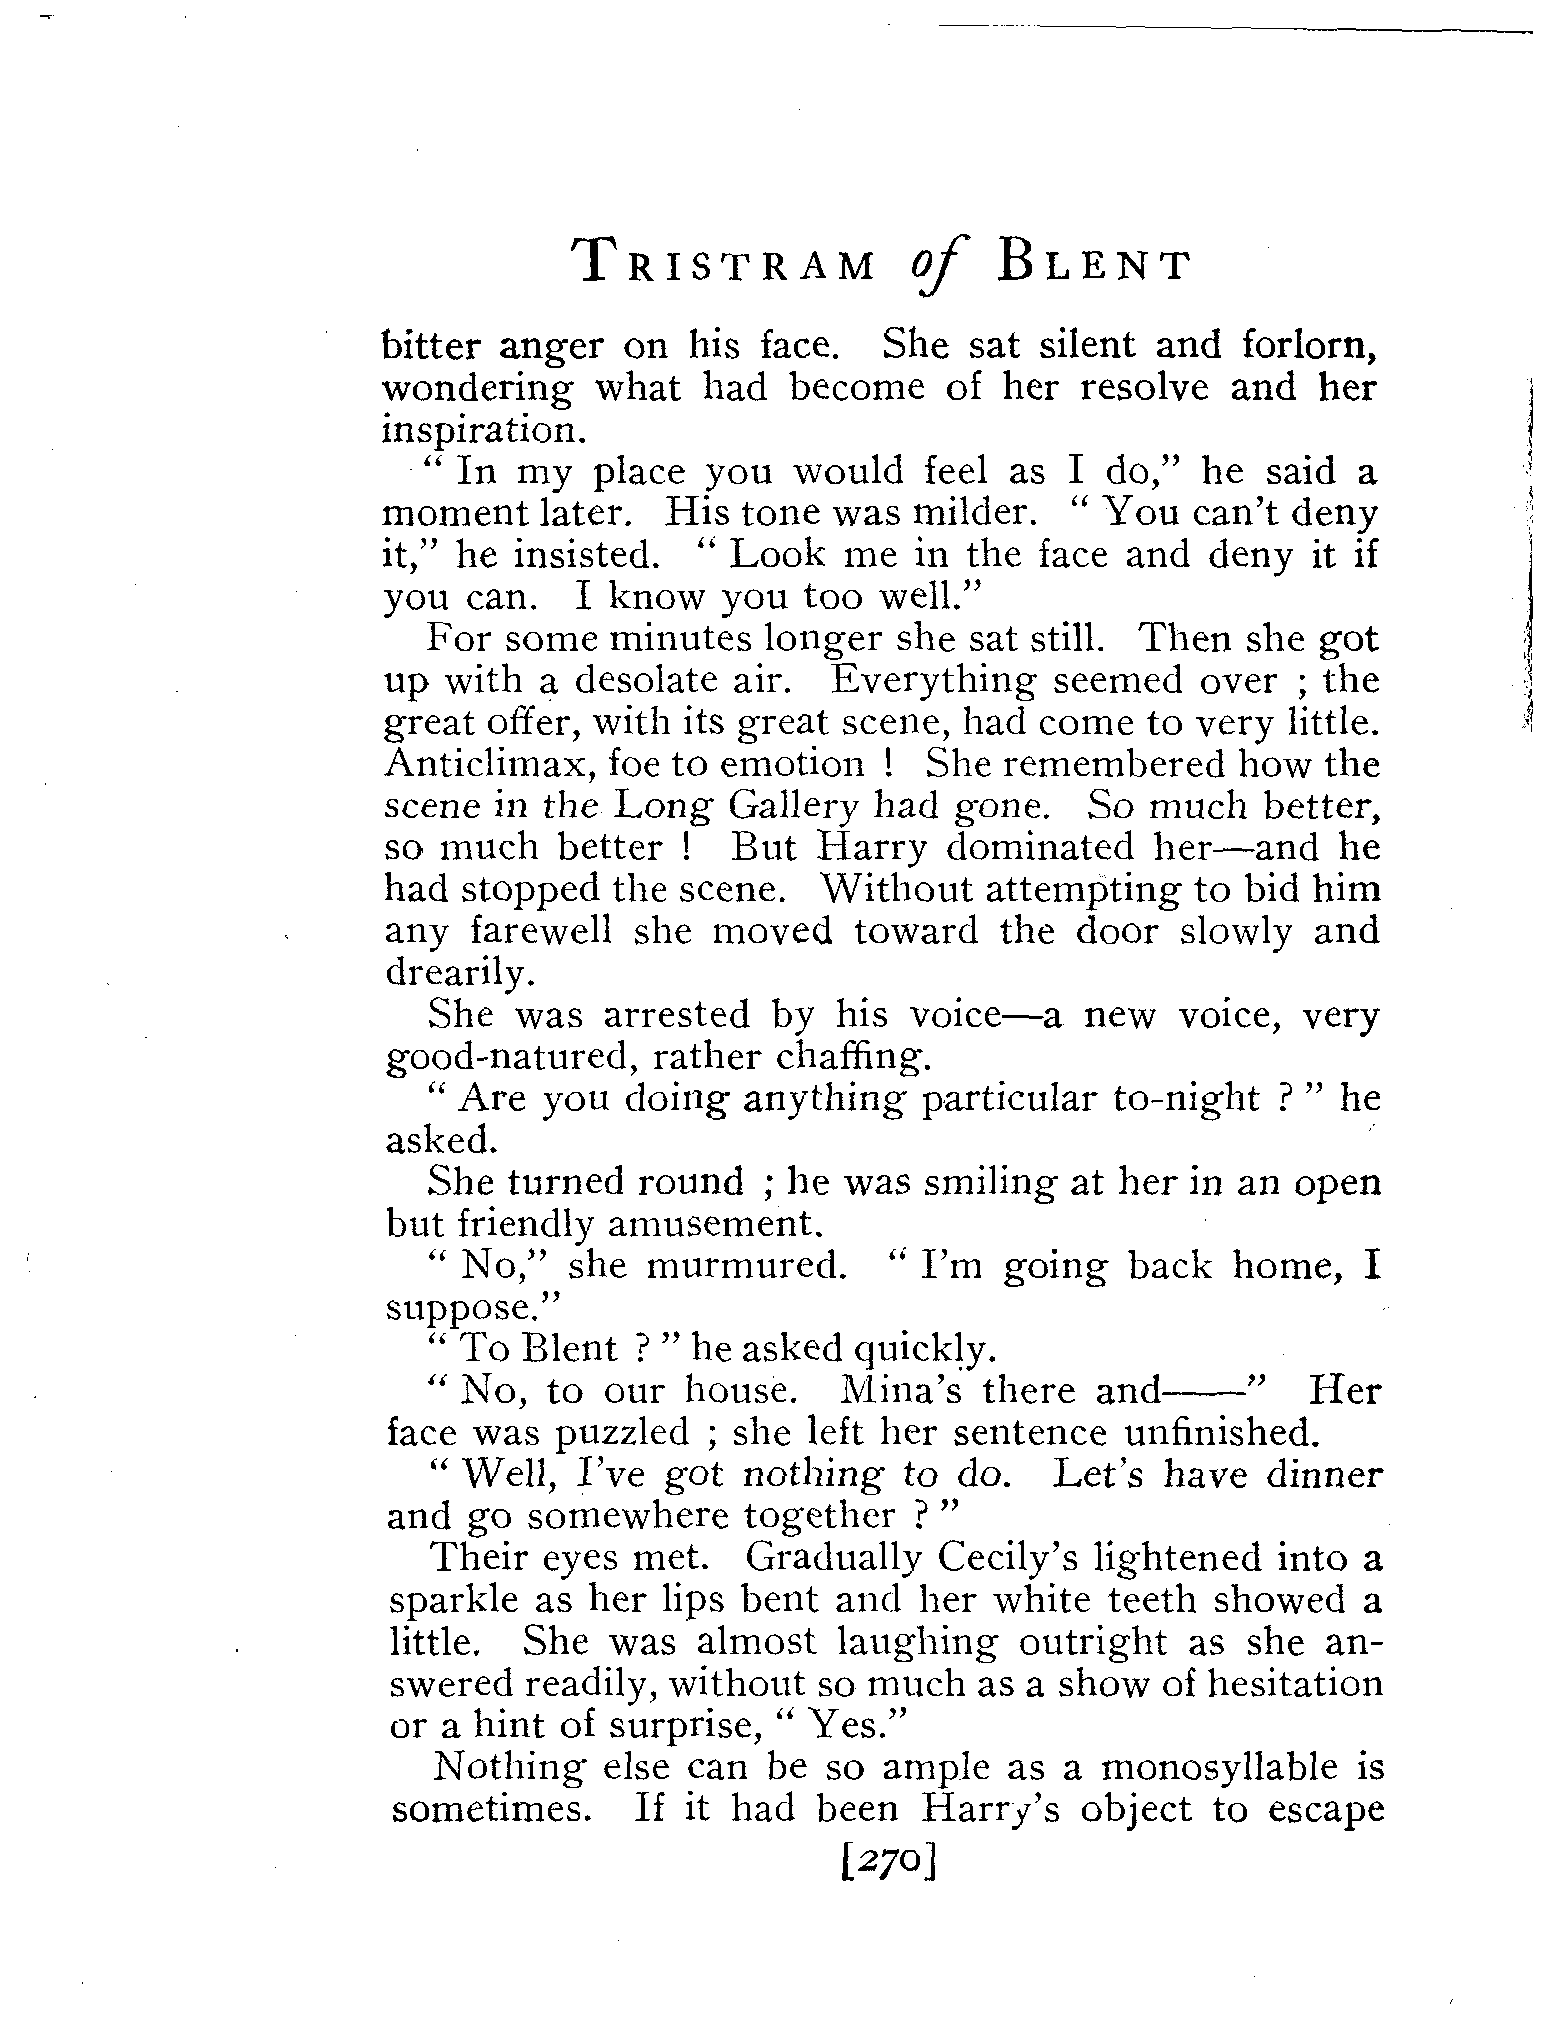 TRISTRAM of BLENT
bitter anger on his face. She sat silent and forlorn,
wondering what had become of her resolve and her
inspiration.
“ In my place you would feel as I do,” he said a
moment later. His tone was milder. “ You can't deny
it,” he insisted. “ Look me in the face and deny it if
you can. I know you too well.”
For some minutes longer she sat still. Then she got
up with a desolate air. Everything seemed over ; the
great offer, with its great scene, had come to very little.
Anticlimax, foe to emotion ! She remembered how the
scene in the Long Gallery had gone. So much better,
so much better ! But Harry dominated her—and he
had stopped the scene. Without attempting to bid him
any farewell she moved toward the door slowly and
drearily.
She was arrested by his voice—a new voice, very
good-natured, rather chaffing.
“ Are you doing anything particular to-night ? ” he
asked.
She turned round ; he was smiling at her in an open
but friendly amusement.
“ No,” she murmured. “ I'm going back home, I
suppose.”
“ To Blent ? ” he asked quickly.
“ No, to our house. Mina's there and——” Her
face was puzzled ; she left her sentence unfinished.
“ Well, I've got nothing to do. Let's have dinner
and go somewhere together ? ”
Their eyes met. Gradually Cecily's lightened into a
sparkle as her lips bent and her white teeth showed a
little. She was almost laughing outright as she an-
swered readily, without so much as a show of hesitation
or a hint of surprise, “ Yes.”
Nothing else can be so ample as a monosyllable is
sometimes. If it had been Harry's object to escape
[270]